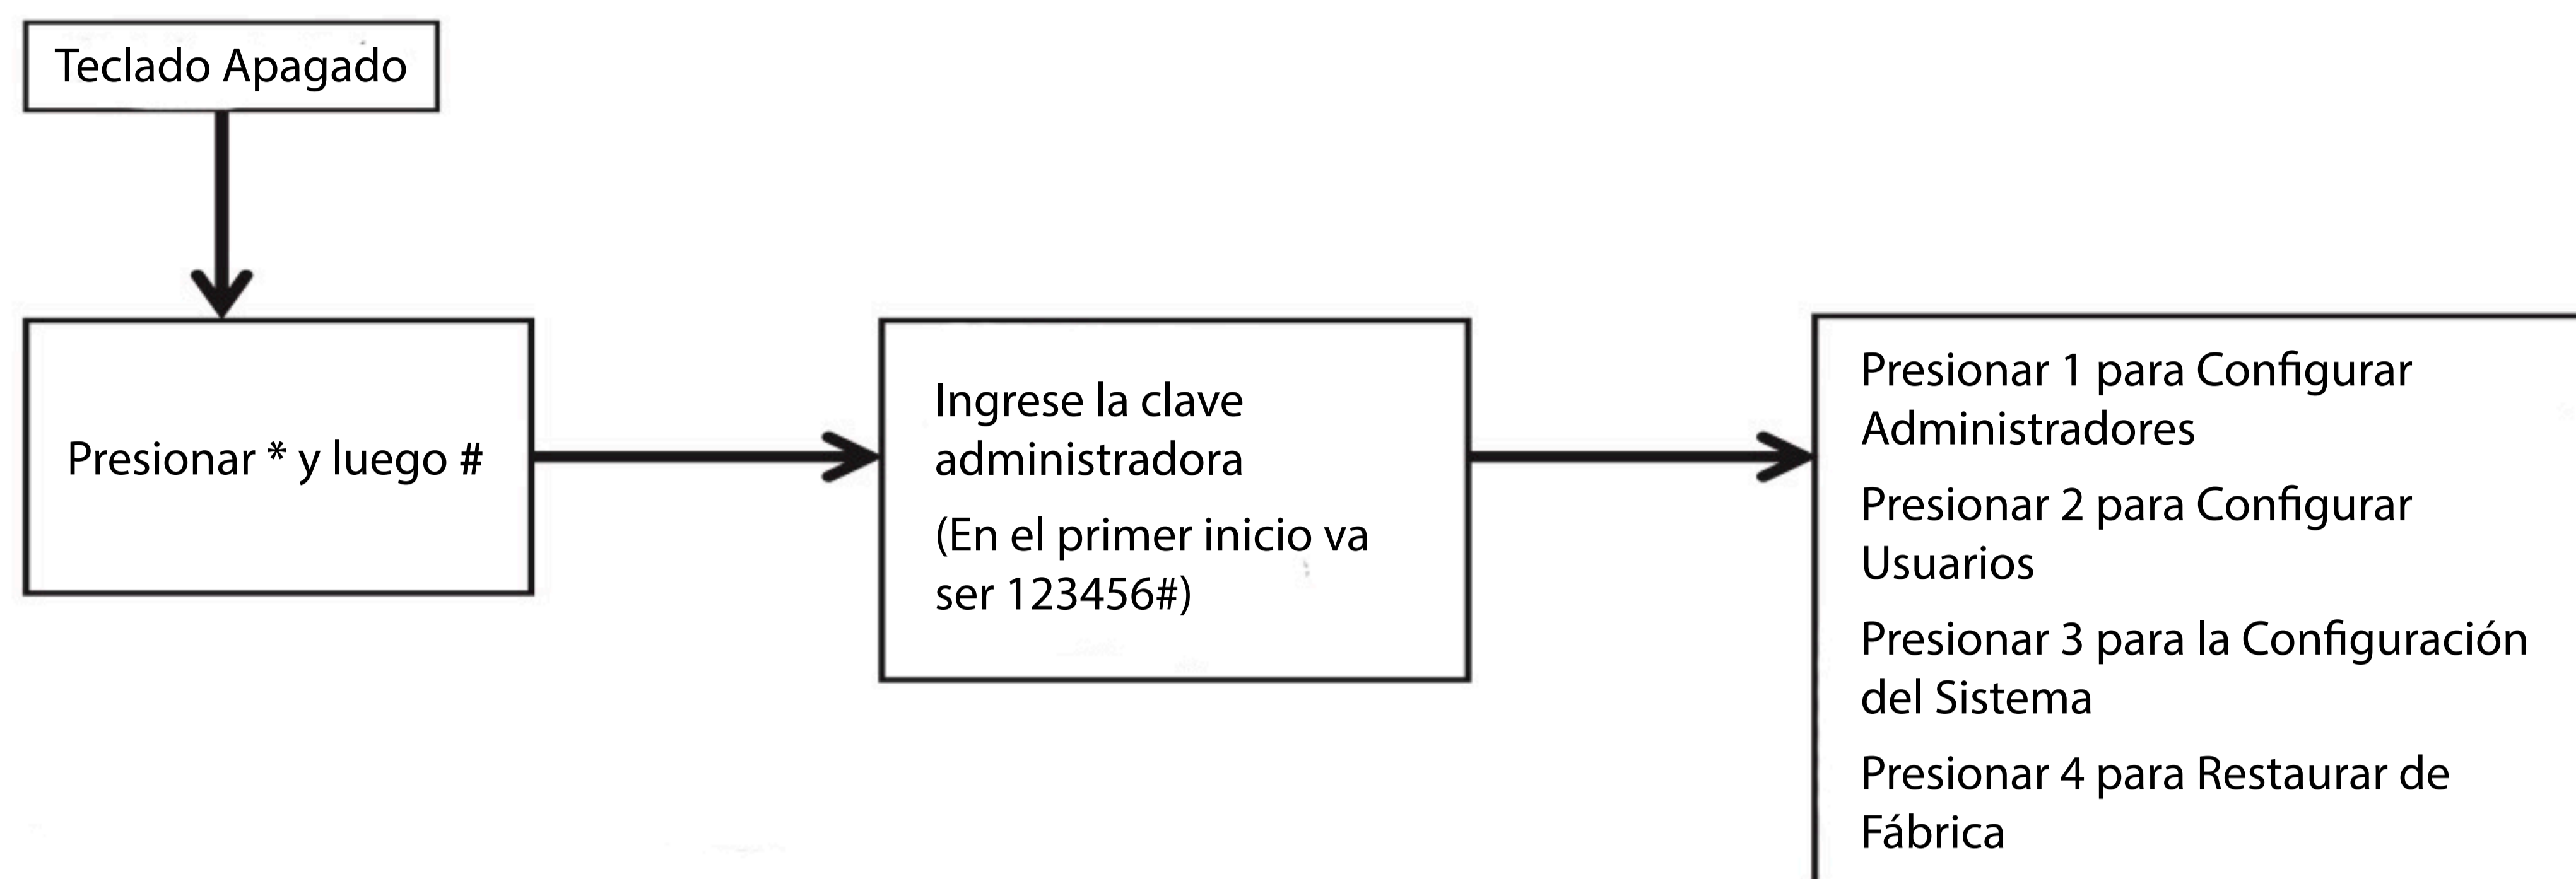 Teclado Apagado
Presionar * y luego #
Ingrese la clave
administradora
(En el primer inicio va
ser 123456#)
Presionar 1 para Configurar
Administradores
Presionar 2 para Configurar
Usuarios
Presionar 3 para la Configuración
del Sistema
Presionar 4 para Restaurar de
Fábrica